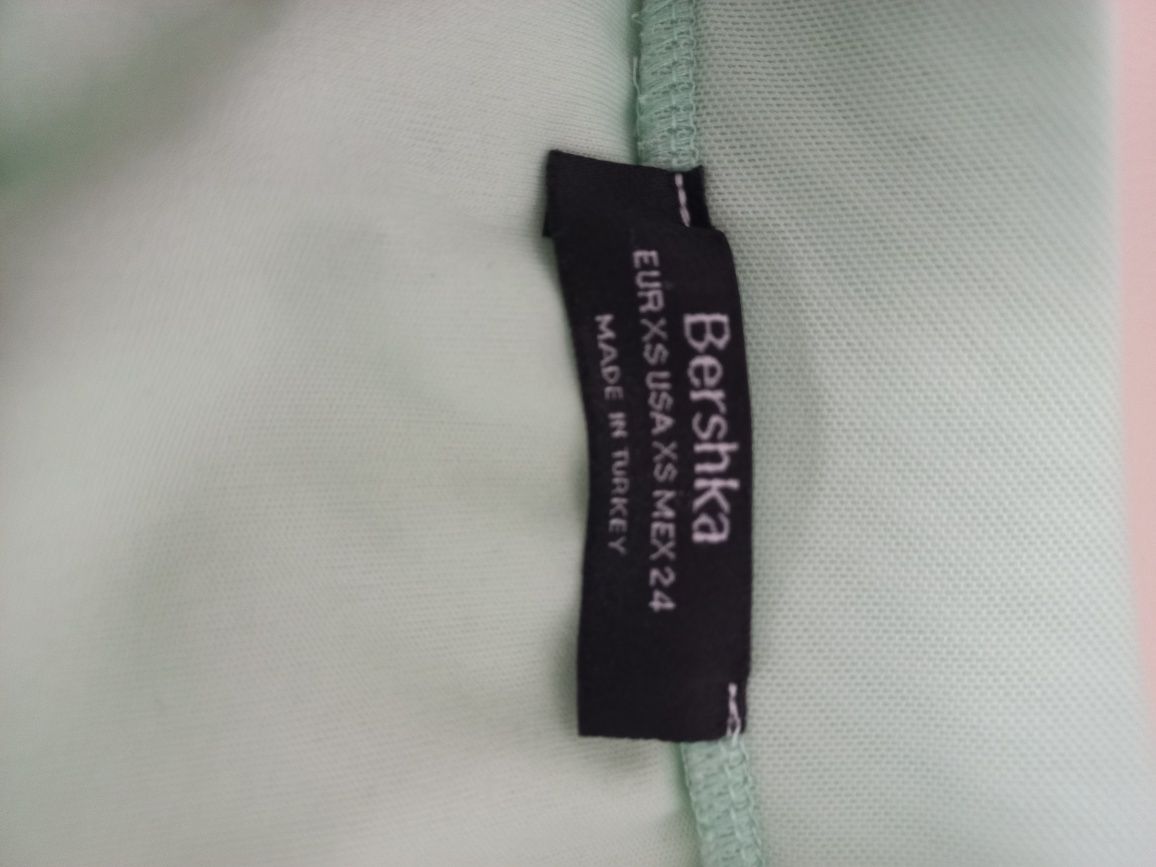 Bershka
EUR XS USA XS MEX 24
MADE IN TURKEY